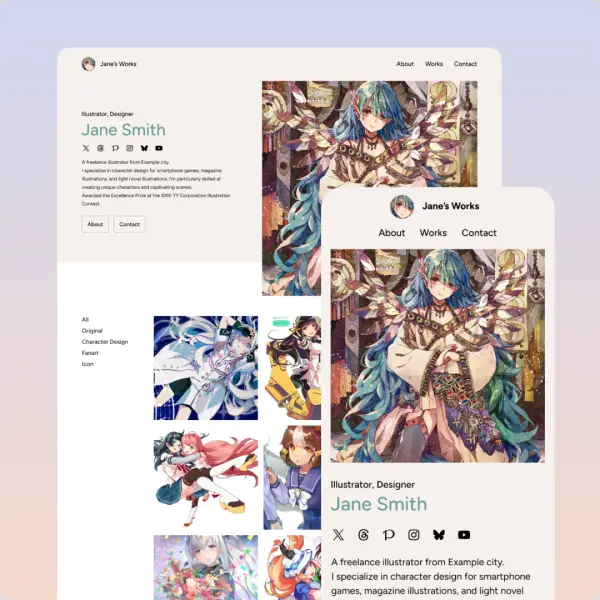 Jane's Works
About Works Contact
Illustrator, Designer
Jane Smith
A freelance illustrator from Example city.
I specialize in character design for smartphone games, magazine
illustrations, and light novel illustrations. I'm particularly skilled at
creating unique characters and captivating scenes.
Awarded the Excellence Prize at the XXth YY Corporation Illustration
Contest
About Contact
All
Original
Character Design
Fanart
Icon
Jane's Works
About Works Contact
Illustrator, Designer
Jane Smith
A freelance illustrator from Example city.
I specialize in character design for smartphone
games, magazine illustrations, and light novel